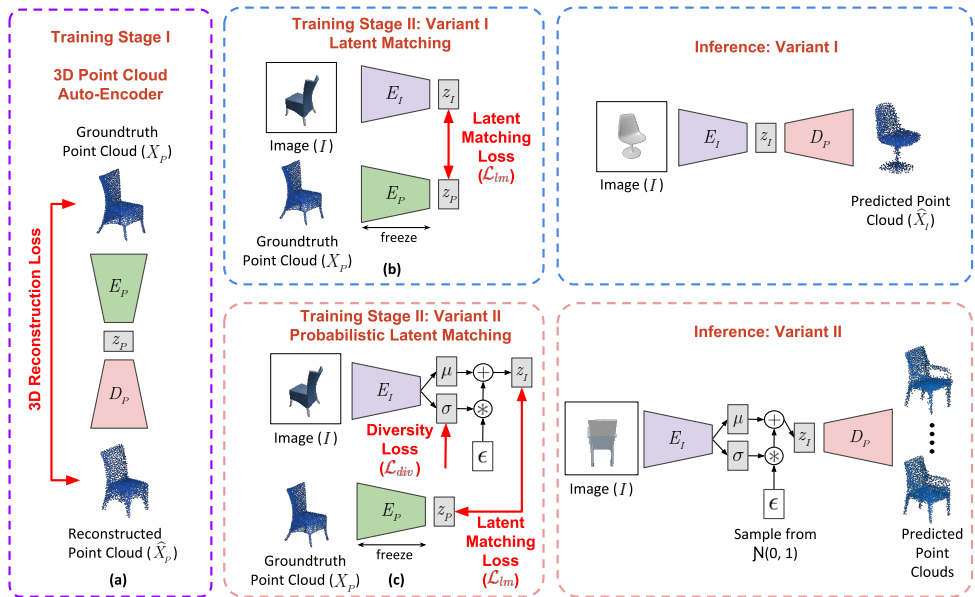 Training Stage I
3D Point Cloud
Auto-Encoder
Groundtruth
Point Cloud (X_P)
3D Reconstruction Loss
E_P
z_P
D_P
Reconstructed
Point Cloud (X̂_P)
(a)
Training Stage II: Variant I
Latent Matching
E_I
z_I
Image (I)
Latent
Matching
Loss
(ℒ_lm)
E_P
z_P
freeze
Groundtruth
Point Cloud (X_P)
(b)
Inference: Variant I
E_I
z_I
D_P
Image (I)
Predicted Point
Cloud (X̂_I)
Training Stage II: Variant II
Probabilistic Latent Matching
E_I
μ
+
z_I
σ
*
Image (I)
Diversity
Loss
(ℒ_div)
ϵ
E_P
z_P
freeze
Groundtruth
Point Cloud (X_P)
(c)
Latent
Matching
Loss
(ℒ_lm)
Inference: Variant II
E_I
μ
+
z_I
D_P
σ
*
Image (I)
ϵ
Sample from
N(0, 1)
Predicted
Point
Clouds